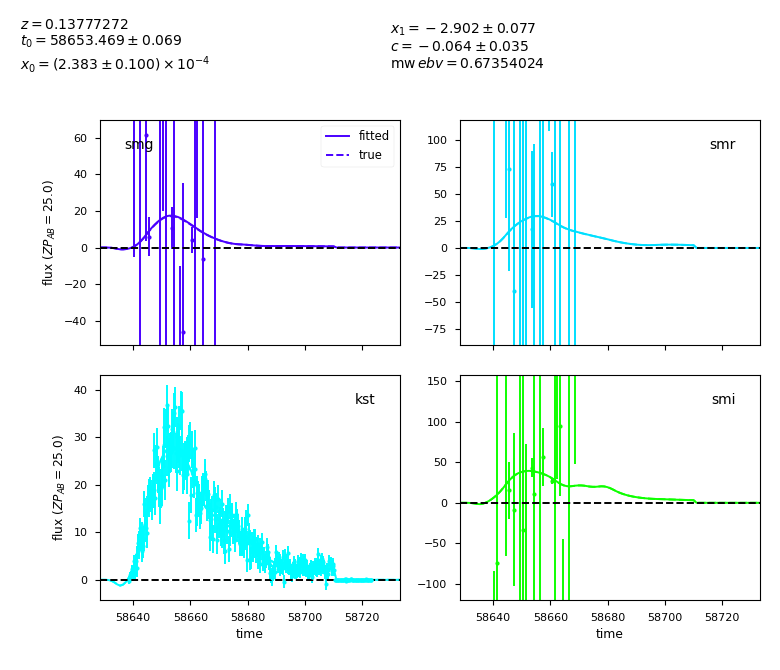 z = 0.13777272
t₀ = 58653.469 ± 0.069
x₀ = (2.383 ± 0.100) × 10⁻⁴
x₁ = −2.902 ± 0.077
c = −0.064 ± 0.035
mw ebv = 0.67354024
smg
fitted
true
60
40
20
0
−20
−40
flux (ZP_AB = 25.0)
smr
100
75
50
25
0
−25
−50
−75
kst
40
30
20
10
0
flux (ZP_AB = 25.0)
58640 58660 58680 58700 58720
time
smi
150
100
50
0
−50
−100
58640 58660 58680 58700 58720
time